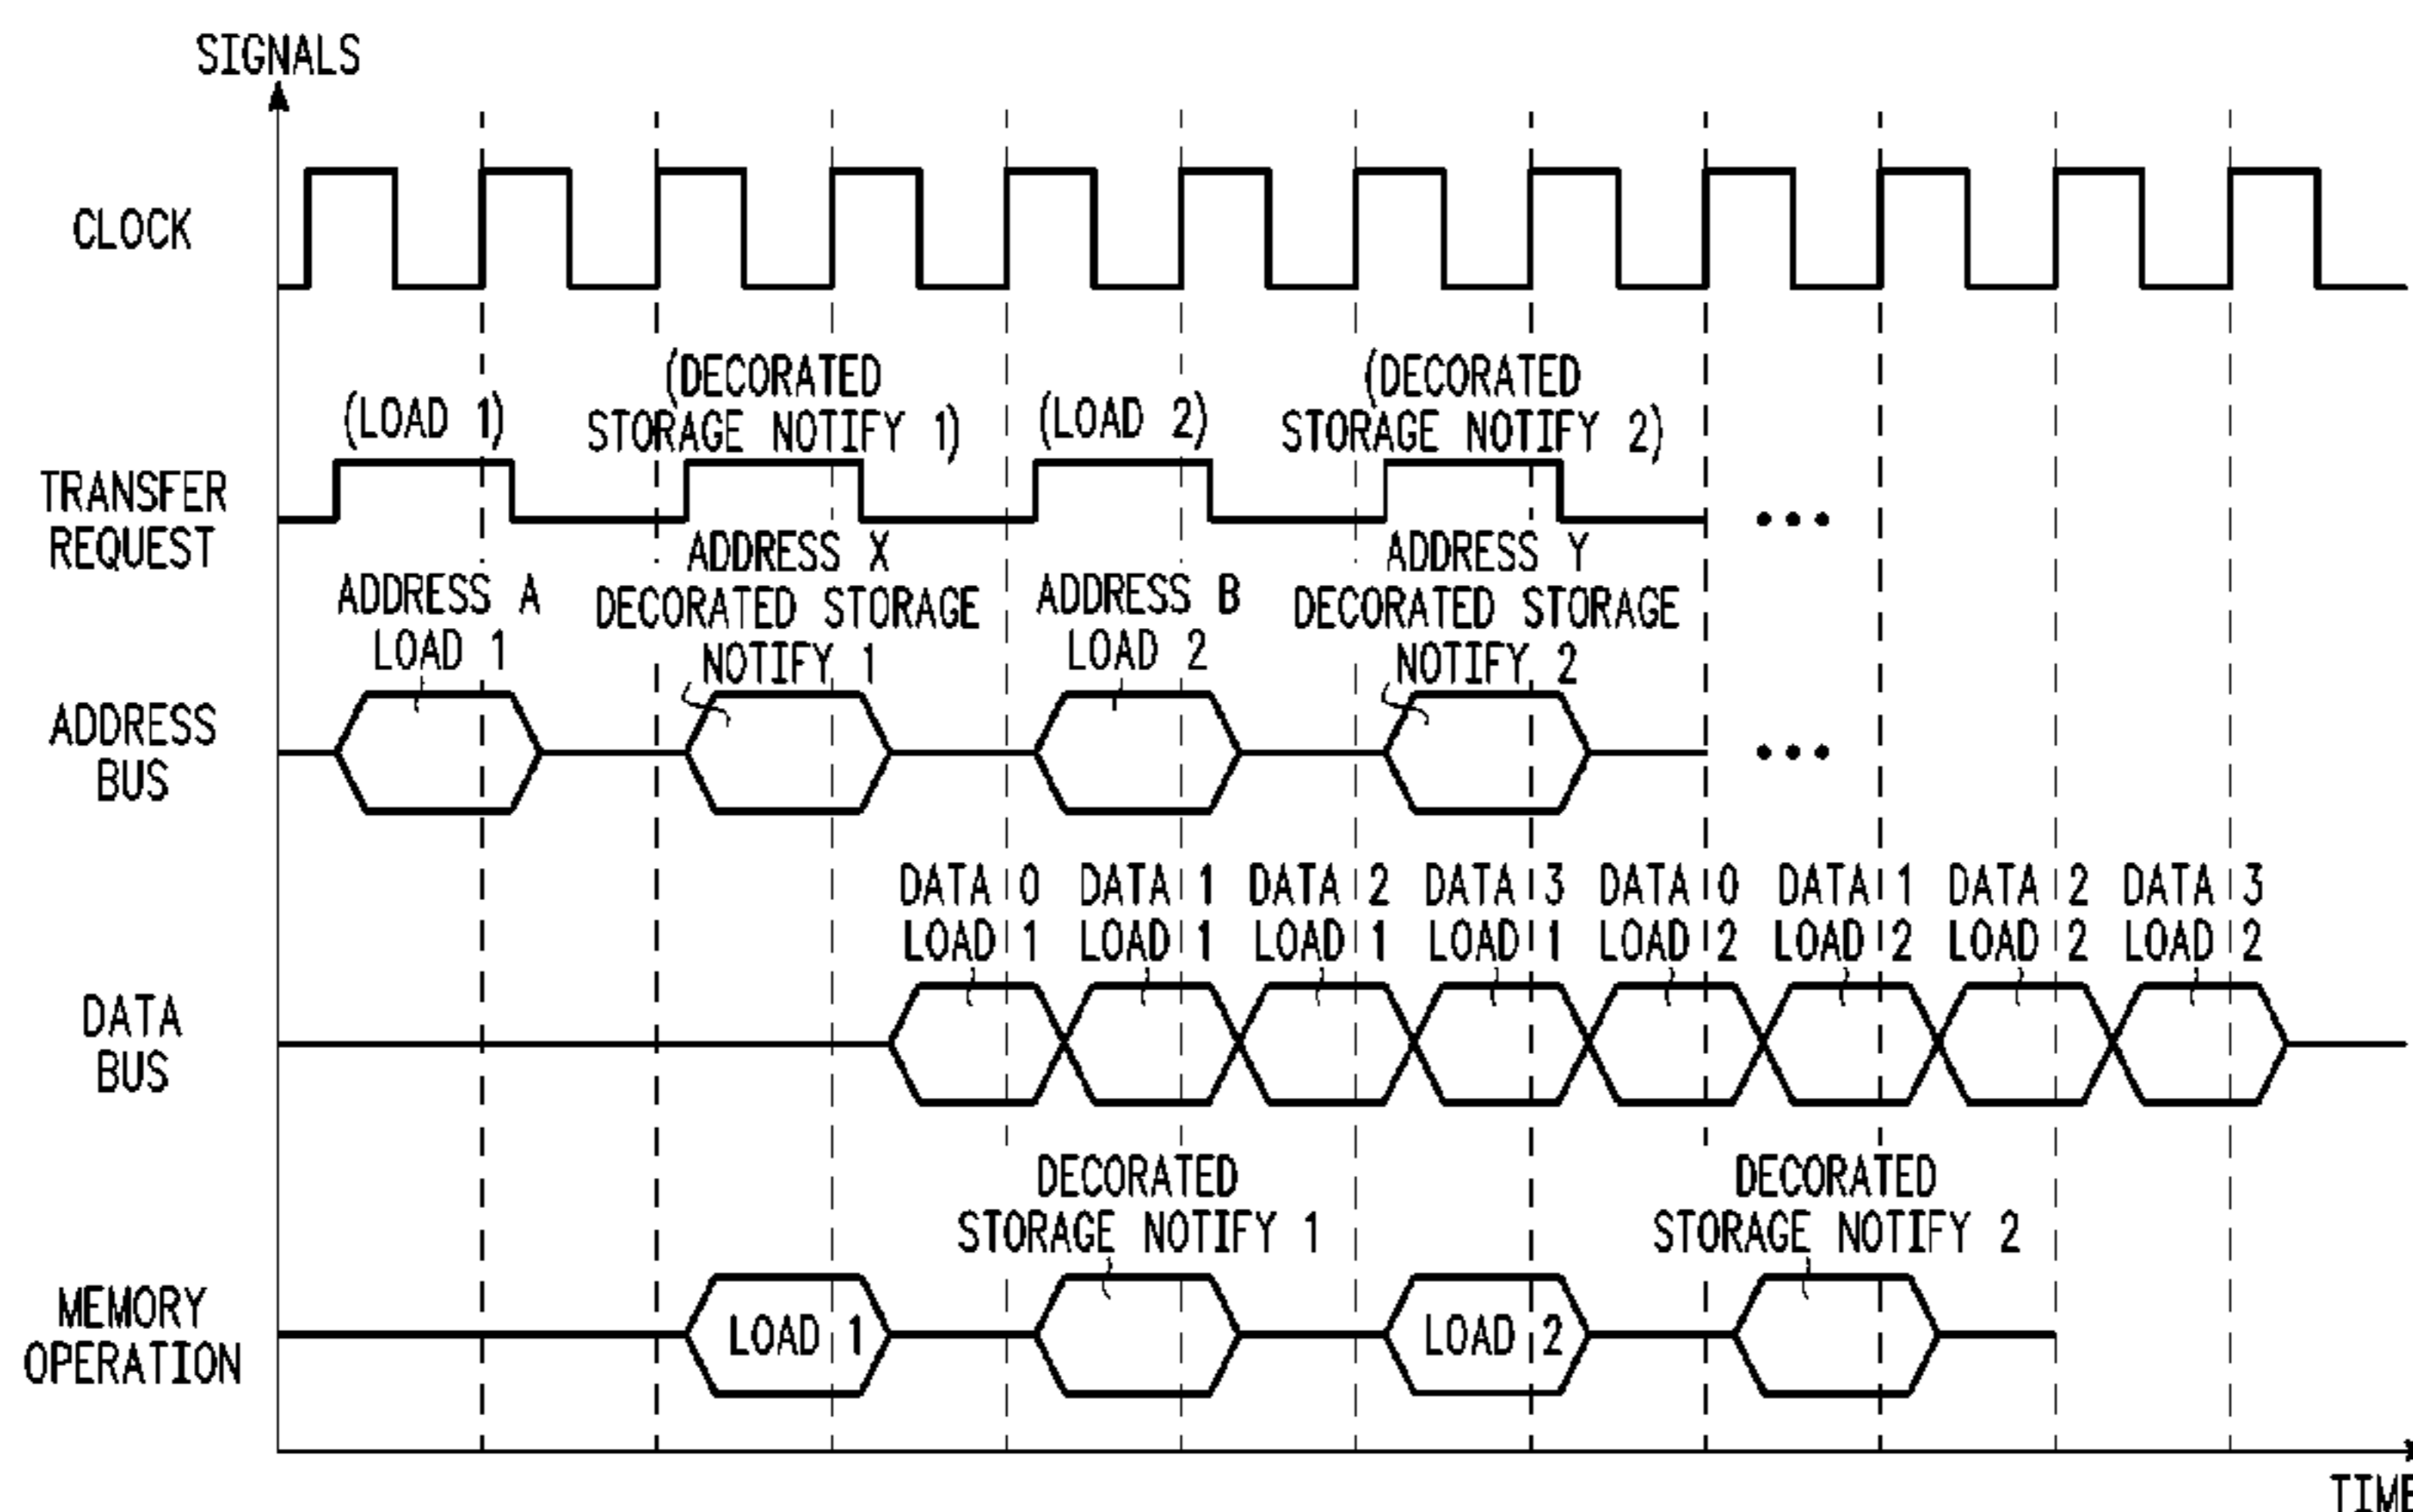 SIGNALS
CLOCK
(LOAD 1)
(DECORATED
STORAGE NOTIFY 1)
(LOAD 2)
(DECORATED
STORAGE NOTIFY 2)
TRANSFER
REQUEST
•••
ADDRESS A
LOAD 1
ADDRESS X
DECORATED STORAGE
NOTIFY 1
ADDRESS B
LOAD 2
ADDRESS Y
DECORATED STORAGE
NOTIFY 2
ADDRESS
BUS
•••
DATA 0
LOAD 1
DATA 1
LOAD 1
DATA 2
LOAD 1
DATA 3
LOAD 1
DATA 0
LOAD 2
DATA 1
LOAD 2
DATA 2
LOAD 2
DATA 3
LOAD 2
DATA
BUS
DECORATED
STORAGE NOTIFY 1
DECORATED
STORAGE NOTIFY 2
MEMORY
OPERATION
LOAD 1
LOAD 2
TIME